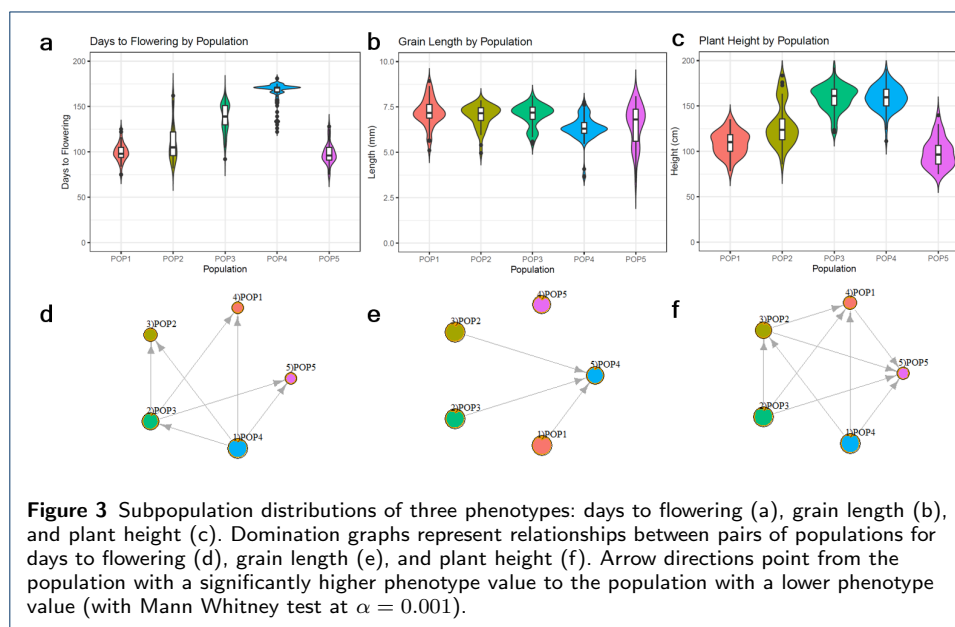 a
Days to Flowering by Population
Days to Flowering
200
150
100
50
0
POP1 POP2 POP3 POP4 POP5
Population
b
Grain Length by Population
Length (mm)
10.0
7.5
5.0
2.5
0.0
POP1 POP2 POP3 POP4 POP5
Population
c
Plant Height by Population
Height (cm)
200
150
100
50
0
POP1 POP2 POP3 POP4 POP5
Population
d
4)POP1
3)POP2
5)POP5
2)POP3
1)POP4
e
4)POP5
3)POP2
5)POP4
2)POP3
1)POP1
f
4)POP1
3)POP2
5)POP5
2)POP3
1)POP4
Figure 3 Subpopulation distributions of three phenotypes: days to flowering (a), grain length (b),
and plant height (c). Domination graphs represent relationships between pairs of populations for
days to flowering (d), grain length (e), and plant height (f). Arrow directions point from the
population with a significantly higher phenotype value to the population with a lower phenotype
value (with Mann Whitney test at α = 0.001).